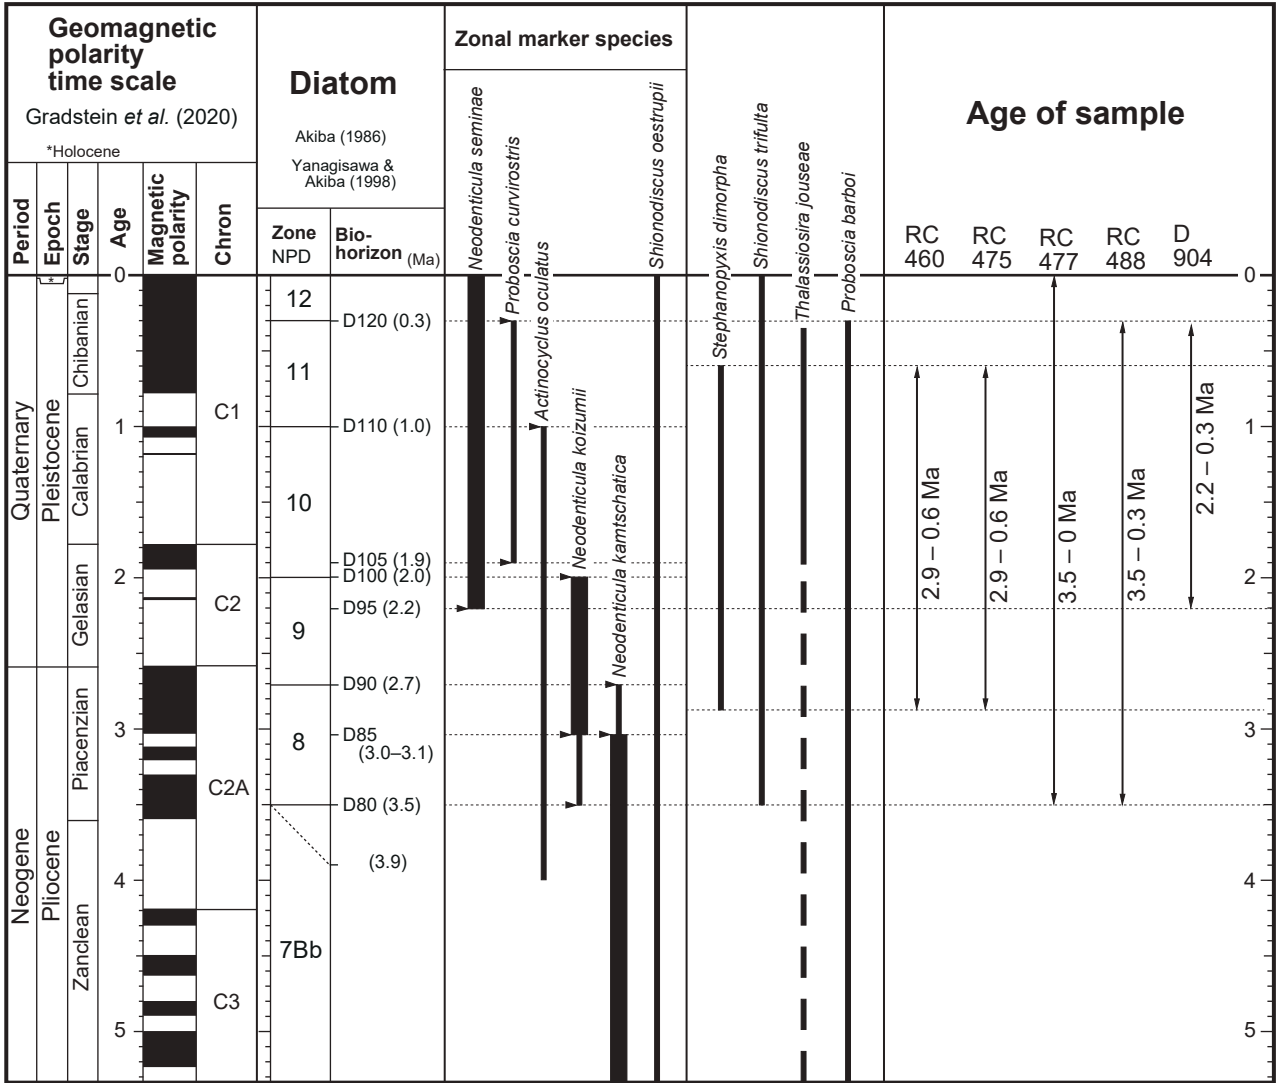 Geomagnetic
polarity
time scale
Gradstein et al. (2020)
*Holocene
Period
Epoch
Stage
Age
Magnetic
polarity
Chron
Diatom
Akiba (1986)
Yanagisawa &
Akiba (1998)
Zone
NPD
Bio-
horizon (Ma)
Zonal marker species
Neodenticula seminae
Proboscia curvirostris
Actinocyclus oculatus
Neodenticula koizumii
Neodenticula kamtschatica
Shionodiscus oestrupii
Stephanopyxis dimorpha
Shionodiscus trifulta
Thalassiosira jouseae
Proboscia barboi
Age of sample
RC
460
RC
475
RC
477
RC
488
D
904
Quaternary
Neogene
*
Pleistocene
Pliocene
Chibanian
Calabrian
Gelasian
Piacenzian
Zanclean
0
1
2
3
4
5
C1
C2
C2A
C3
12
11
10
9
8
7Bb
D120 (0.3)
D110 (1.0)
D105 (1.9)
D100 (2.0)
D95 (2.2)
D90 (2.7)
D85
(3.0–3.1)
D80 (3.5)
(3.9)
2.9 – 0.6 Ma
2.9 – 0.6 Ma
3.5 – 0 Ma
3.5 – 0.3 Ma
2.2 – 0.3 Ma
0
1
2
3
4
5